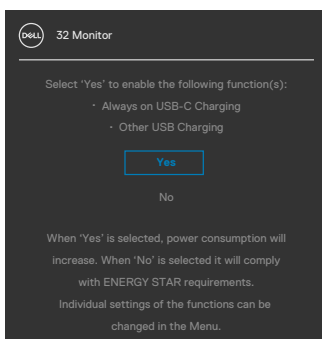 DELL
32 Monitor
Select ‘Yes’ to enable the following function(s):
· Always on USB-C Charging
· Other USB Charging
Yes
No
When ‘Yes’ is selected, power consumption will
increase. When ‘No’ is selected it will comply
with ENERGY STAR requirements.
Individual settings of the functions can be
changed in the Menu.